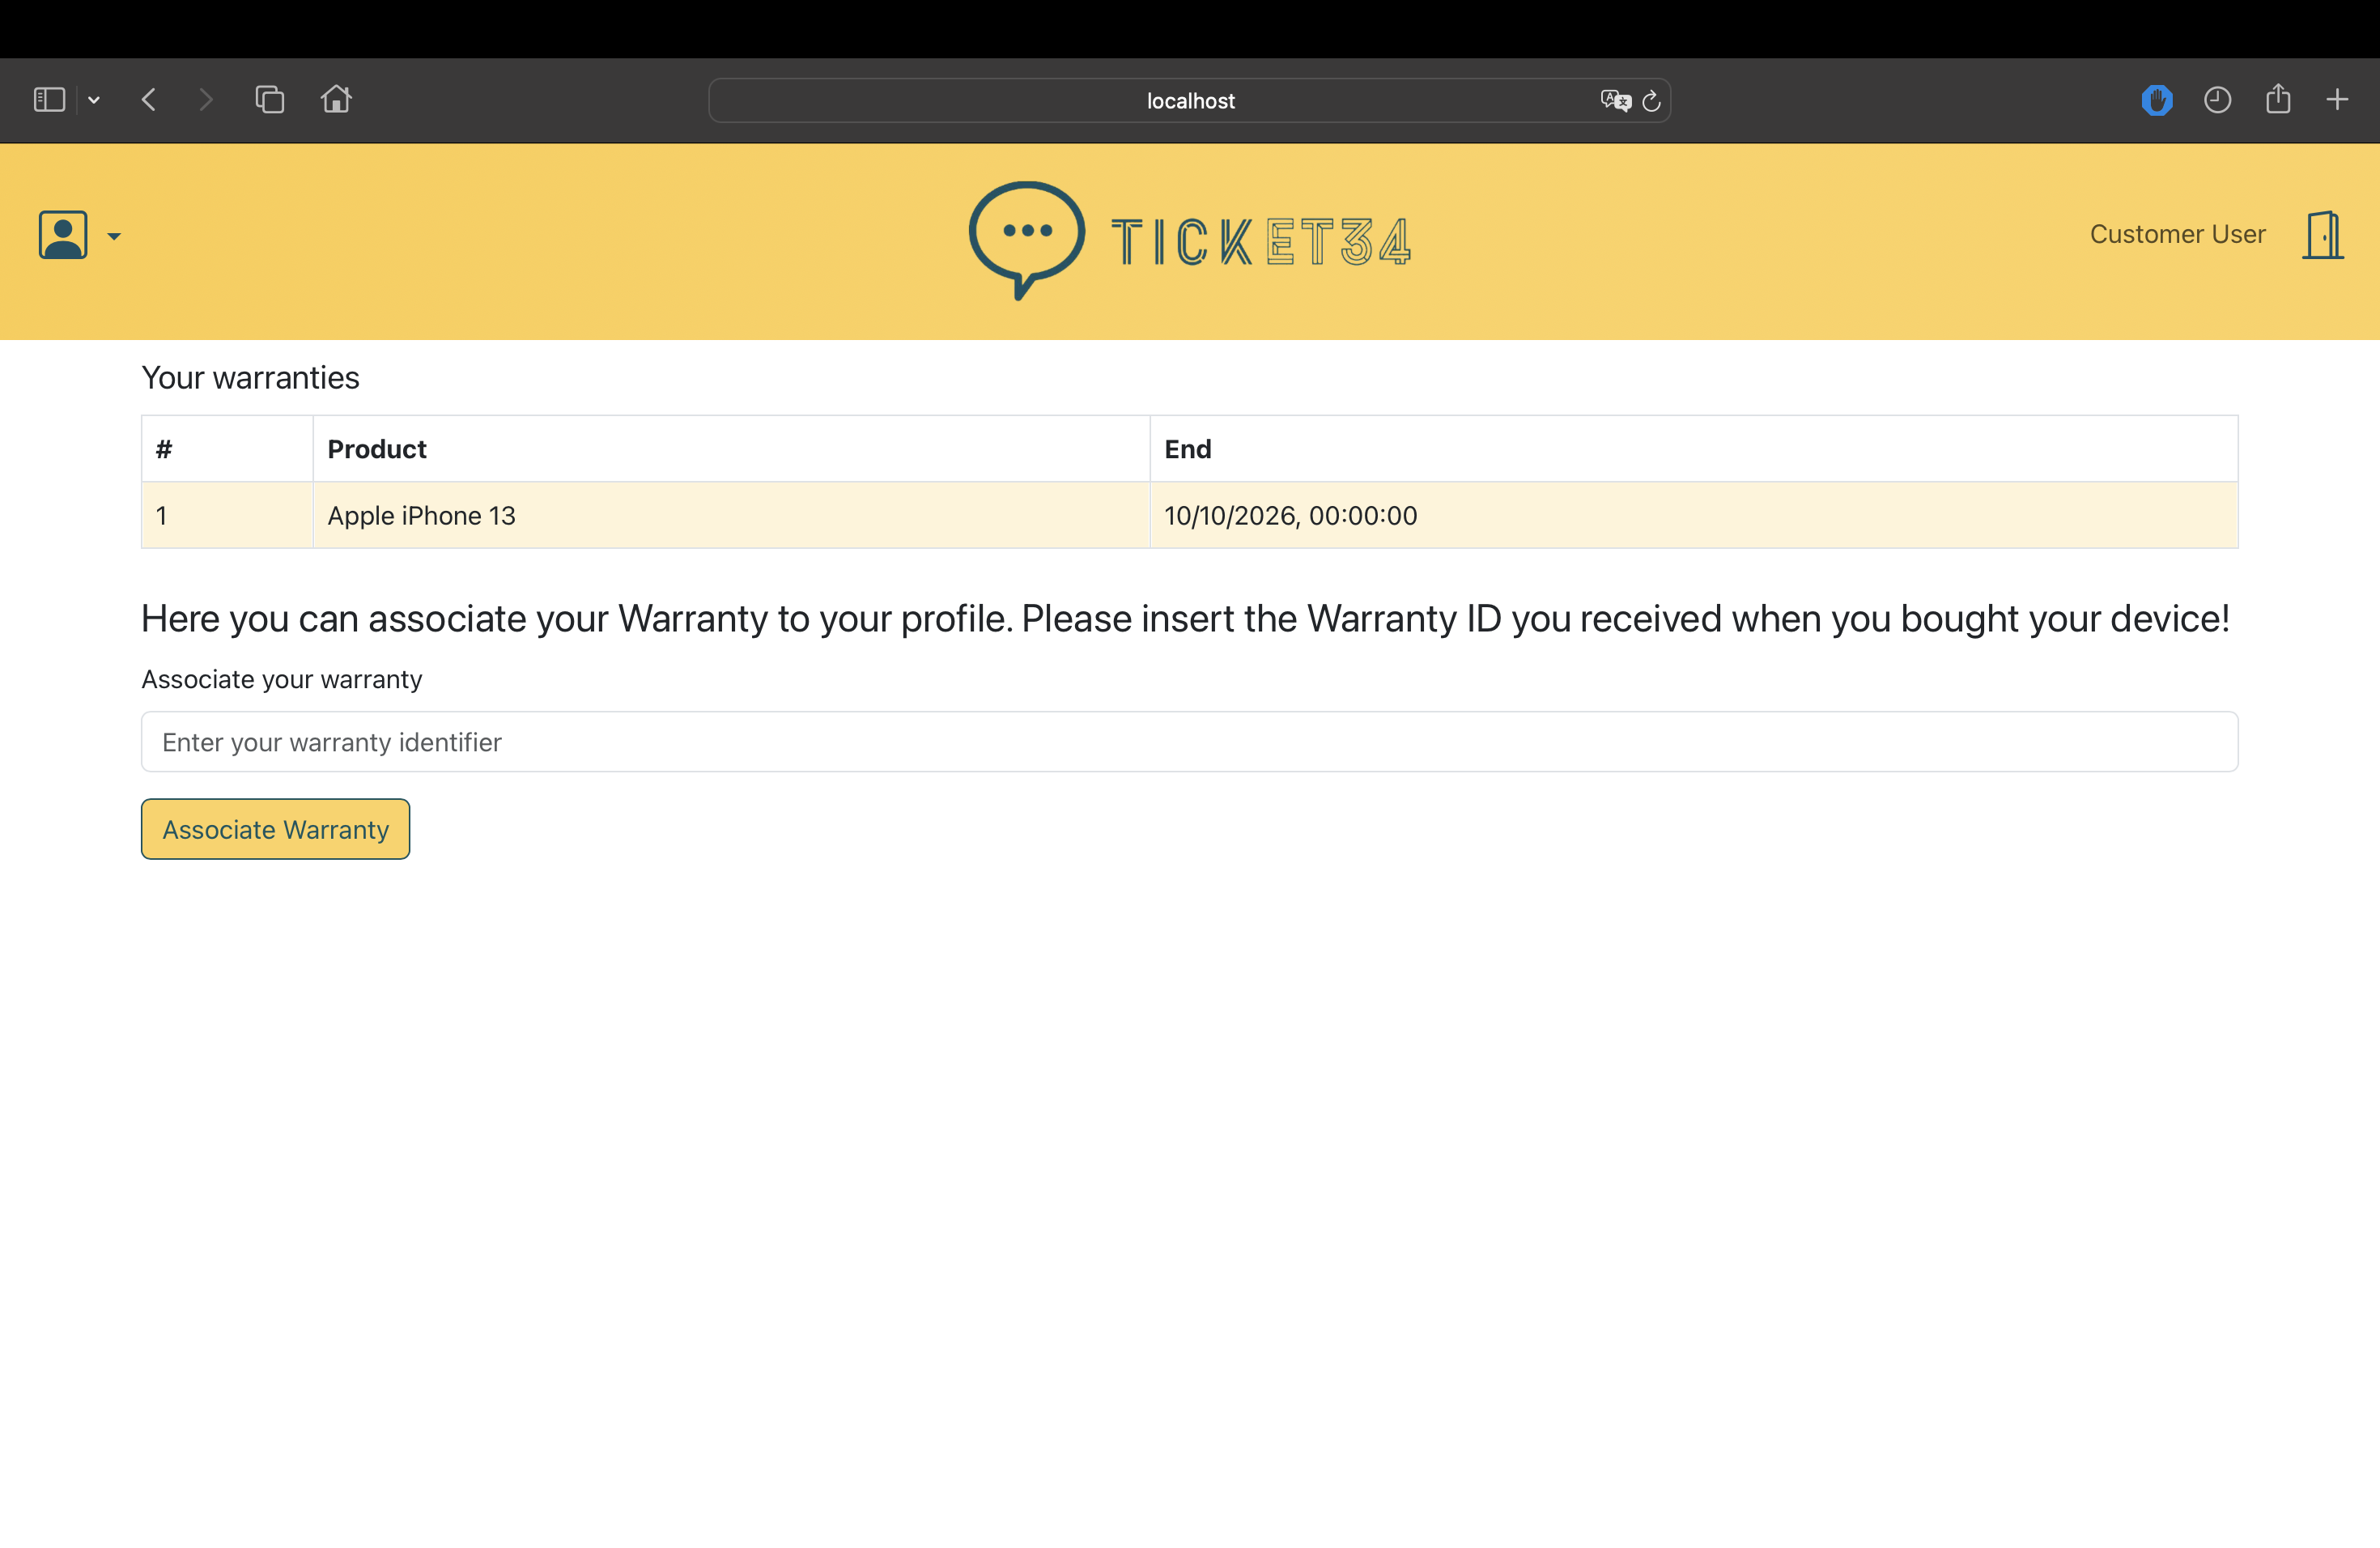 localhost
TICKET34
Customer User
Your warranties
# Product End
1 Apple iPhone 13 10/10/2026, 00:00:00
Here you can associate your Warranty to your profile. Please insert the Warranty ID you received when you bought your device!
Associate your warranty
Enter your warranty identifier
Associate Warranty